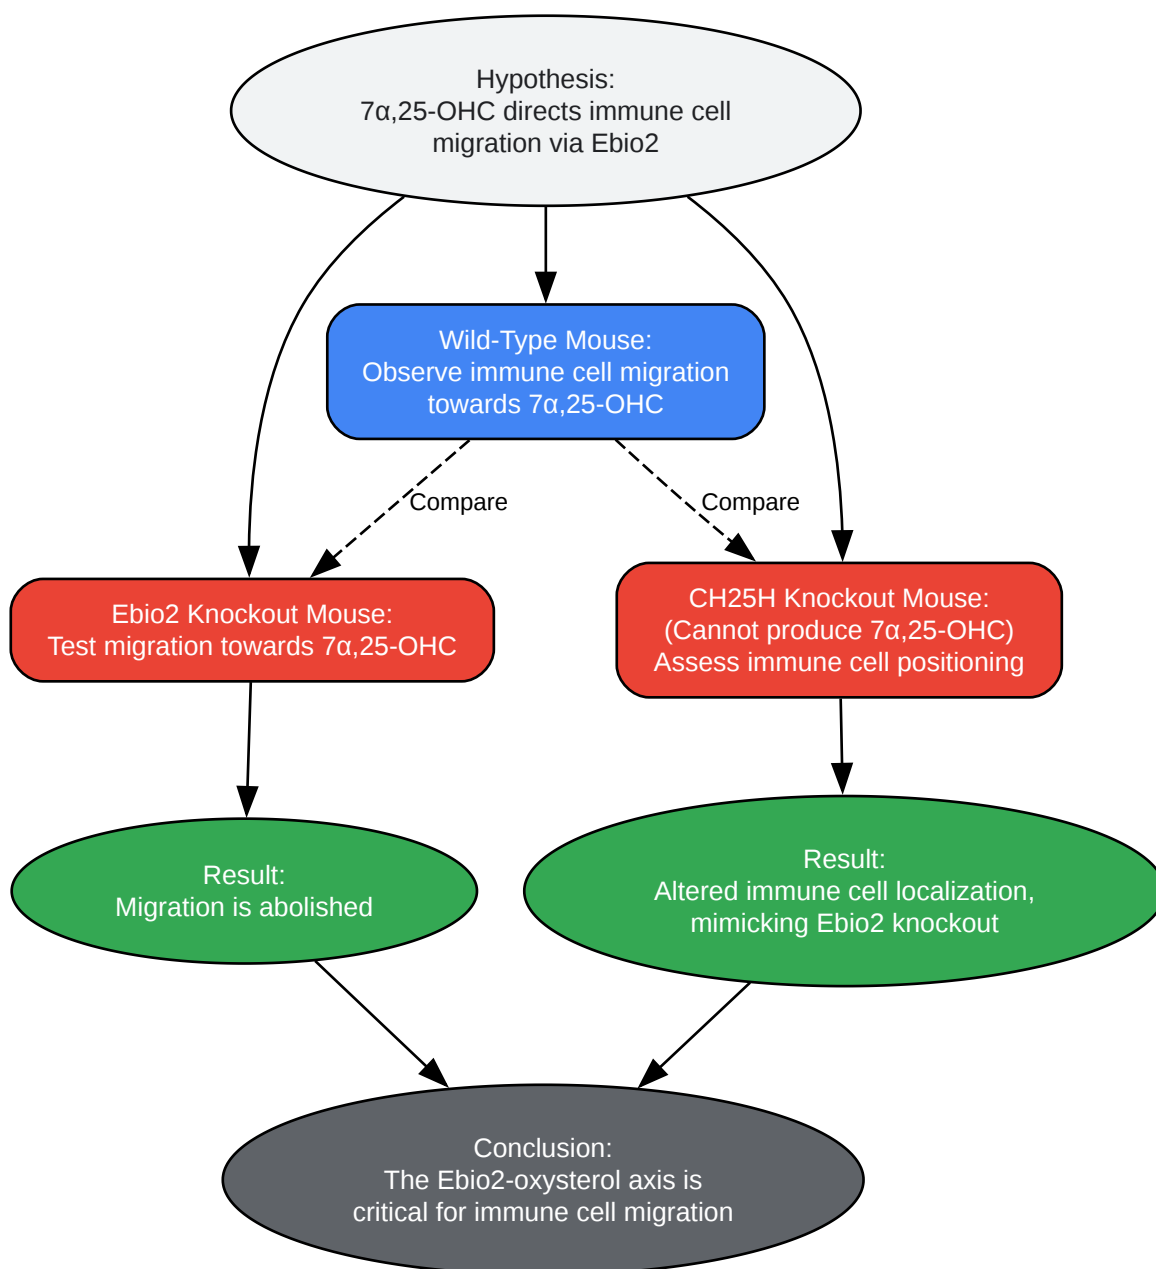 Hypothesis:
7α,25-OHC directs immune cell
migration via Ebio2
Wild-Type Mouse:
Observe immune cell migration
towards 7α,25-OHC
Compare
Compare
Ebio2 Knockout Mouse:
Test migration towards 7α,25-OHC
CH25H Knockout Mouse:
(Cannot produce 7α,25-OHC)
Assess immune cell positioning
Result:
Migration is abolished
Result:
Altered immune cell localization,
mimicking Ebio2 knockout
Conclusion:
The Ebio2-oxysterol axis is
critical for immune cell migration